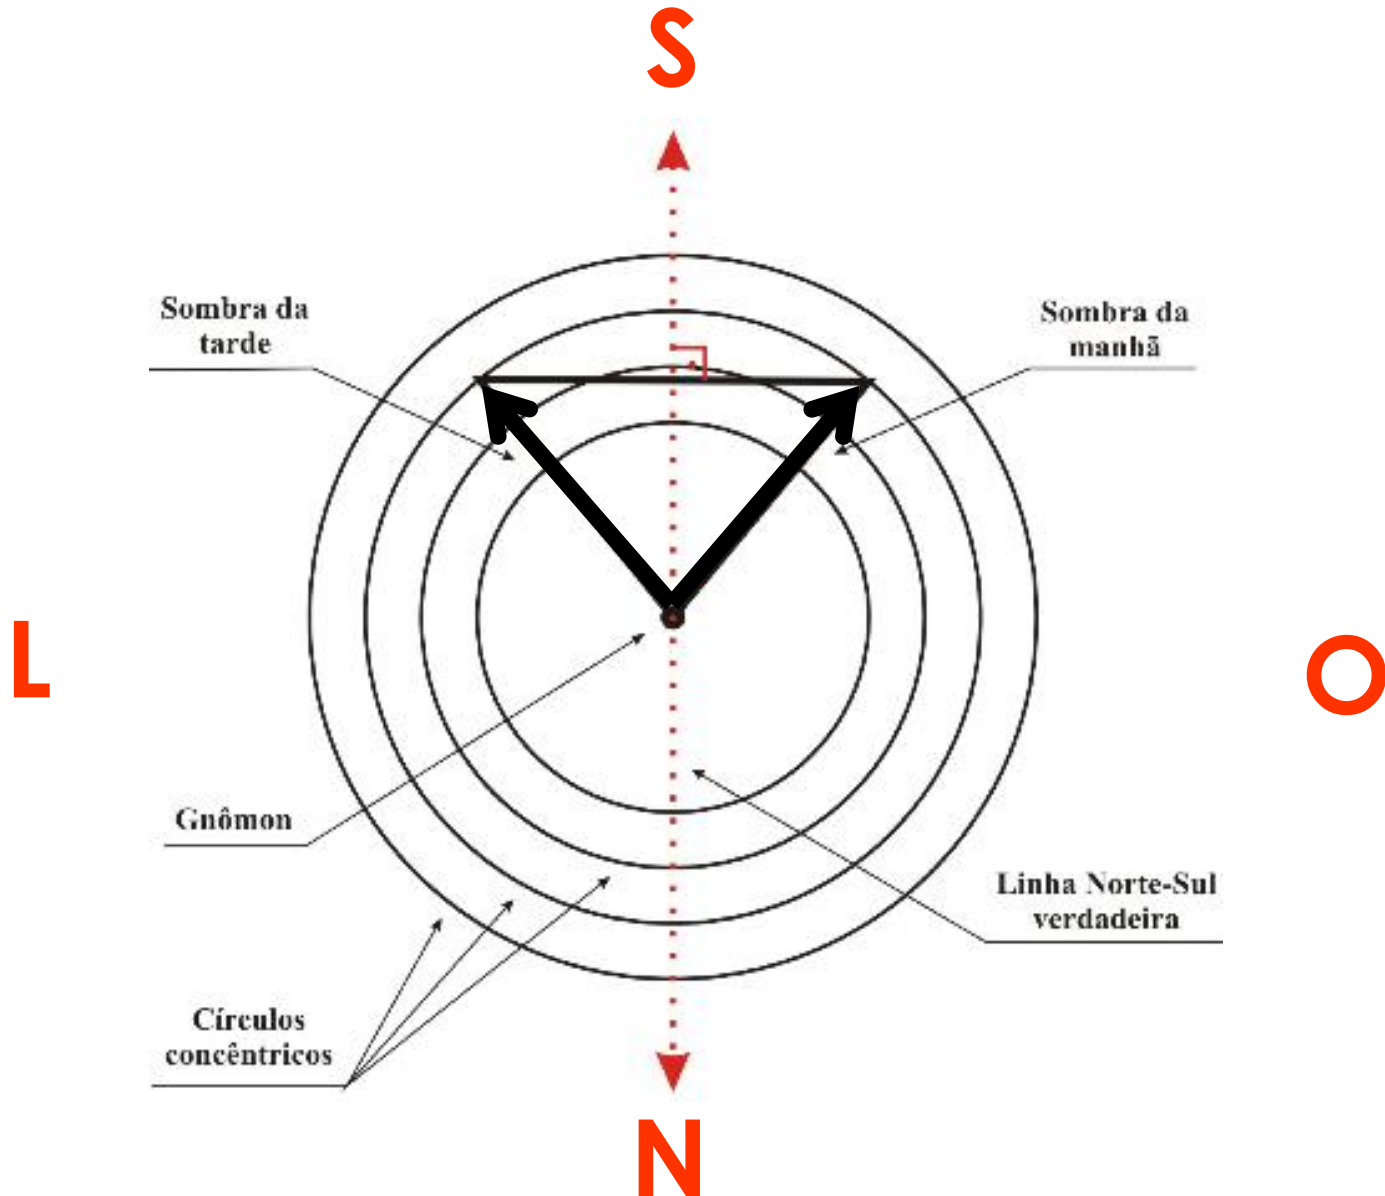 S
Sombra da
tarde
Sombra da
manhã
L
O
Gnômon
Linha Norte-Sul
verdadeira
Círculos
concêntricos
N